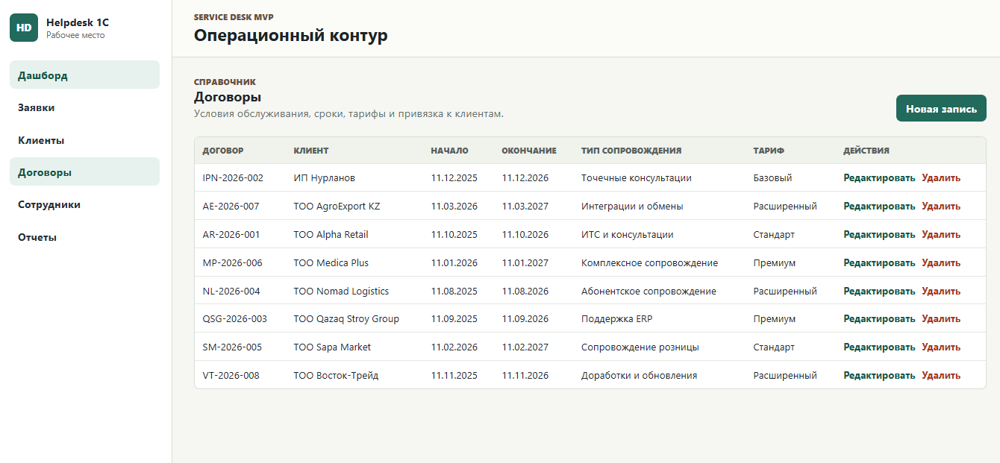 HD
Helpdesk 1C
Рабочее место
Дашборд
Заявки
Клиенты
Договоры
Сотрудники
Отчеты
SERVICE DESK MVP
Операционный контур
СПРАВОЧНИК
Договоры
Условия обслуживания, сроки, тарифы и привязка к клиентам.
Новая запись
ДОГОВОР КЛИЕНТ НАЧАЛО ОКОНЧАНИЕ ТИП СОПРОВОЖДЕНИЯ ТАРИФ ДЕЙСТВИЯ
IPN-2026-002 ИП Нурланов 11.12.2025 11.12.2026 Точечные консультации Базовый Редактировать Удалить
AE-2026-007 ТОО AgroExport KZ 11.03.2026 11.03.2027 Интеграции и обмены Расширенный Редактировать Удалить
AR-2026-001 ТОО Alpha Retail 11.10.2025 11.10.2026 ИТС и консультации Стандарт Редактировать Удалить
MP-2026-006 ТОО Medica Plus 11.01.2026 11.01.2027 Комплексное сопровождение Премиум Редактировать Удалить
NL-2026-004 ТОО Nomad Logistics 11.08.2025 11.08.2026 Абонентское сопровождение Расширенный Редактировать Удалить
QSG-2026-003 ТОО Qazaq Stroy Group 11.09.2025 11.09.2026 Поддержка ERP Премиум Редактировать Удалить
SM-2026-005 ТОО Sapa Market 11.02.2026 11.02.2027 Сопровождение розницы Стандарт Редактировать Удалить
VT-2026-008 ТОО Восток-Трейд 11.11.2025 11.11.2026 Доработки и обновления Расширенный Редактировать Удалить